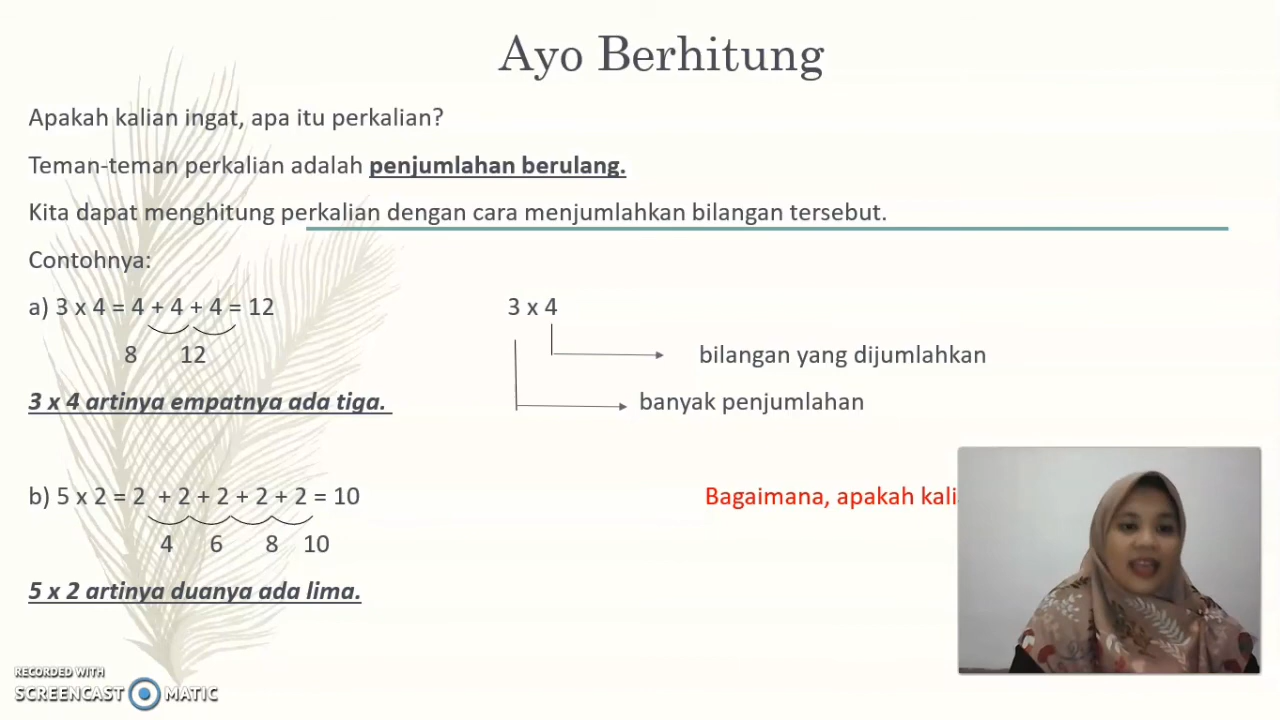 Ayo Berhitung
Apakah kalian ingat, apa itu perkalian?
Teman-teman perkalian adalah penjumlahan berulang.
Kita dapat menghitung perkalian dengan cara menjumlahkan bilangan tersebut.
Contohnya:
a) 3 x 4 = 4 + 4 + 4 = 12
8 12
3 x 4 artinya empatnya ada tiga.
3 x 4
bilangan yang dijumlahkan
banyak penjumlahan
b) 5 x 2 = 2 + 2 + 2 + 2 + 2 = 10
4 6 8 10
5 x 2 artinya duanya ada lima.
Bagaimana, apakah kali
RECORDED WITH
SCREENCAST MATIC